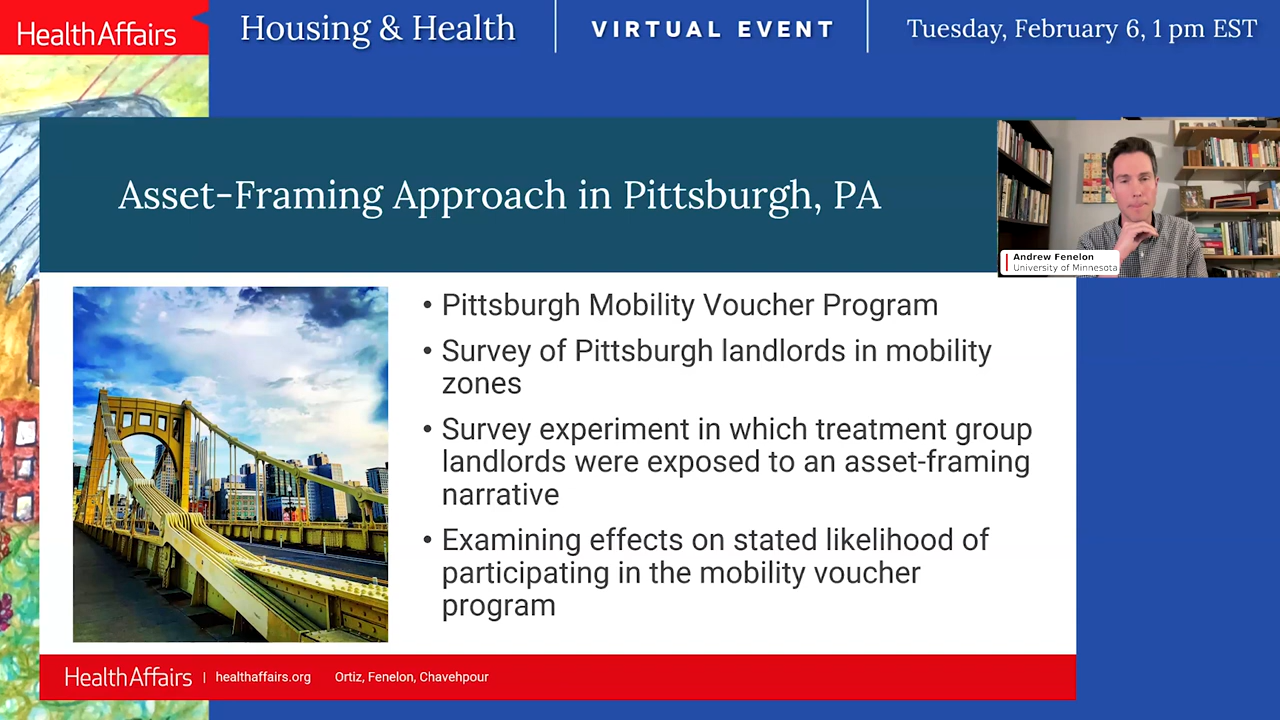 HealthAffairs
Housing & Health
VIRTUAL EVENT
Tuesday, February 6, 1 pm EST
Asset-Framing Approach in Pittsburgh, PA
Andrew Fenelon
University of Minnesota
• Pittsburgh Mobility Voucher Program
• Survey of Pittsburgh landlords in mobility
zones
• Survey experiment in which treatment group
landlords were exposed to an asset-framing
narrative
• Examining effects on stated likelihood of
participating in the mobility voucher
program
HealthAffairs | healthaffairs.org Ortiz, Fenelon, Chavehpour